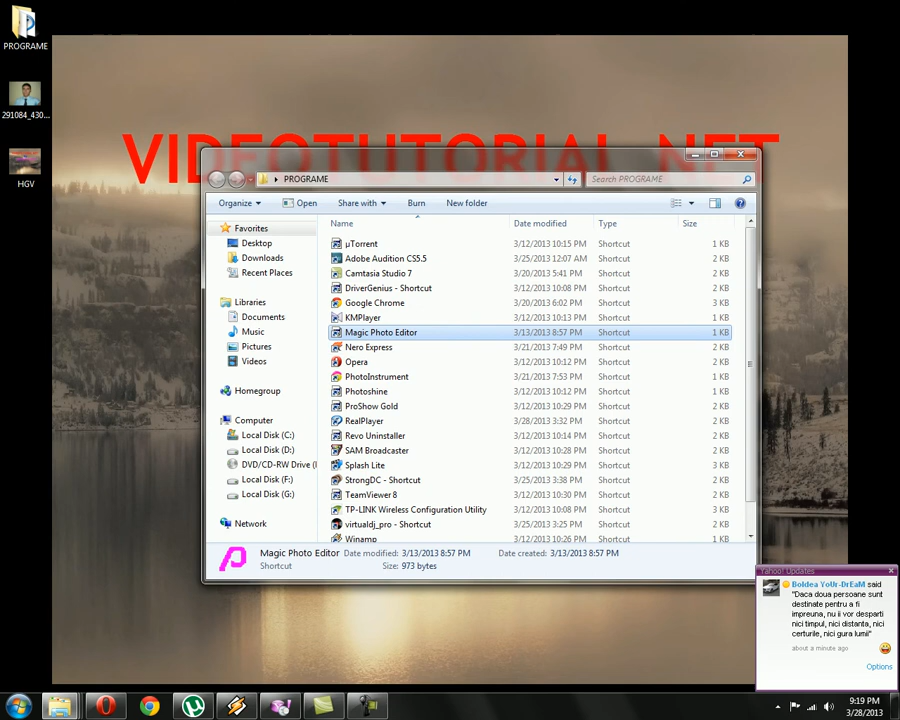 PROGRAME
291084_430...
HGV
VIDEOTUTORIAL NET
PROGRAME
Search PROGRAME
Organize
Open
Share with
Burn
New folder
Name
Date modified
Type
Size
Favorites
Desktop
Downloads
Recent Places
Libraries
Documents
Music
Pictures
Videos
Homegroup
Computer
Local Disk (C:)
Local Disk (D:)
DVD/CD-RW Drive (
Local Disk (F:)
Local Disk (G:)
Network
µTorrent 3/12/2013 10:15 PM Shortcut 1 KB
Adobe Audition CS5.5 3/25/2013 12:07 AM Shortcut 2 KB
Camtasia Studio 7 3/20/2013 5:41 PM Shortcut 2 KB
DriverGenius - Shortcut 3/12/2013 10:08 PM Shortcut 2 KB
Google Chrome 3/20/2013 6:02 PM Shortcut 3 KB
KMPlayer 3/12/2013 10:13 PM Shortcut 1 KB
Magic Photo Editor 3/13/2013 8:57 PM Shortcut 1 KB
Nero Express 3/21/2013 7:49 PM Shortcut 2 KB
Opera 3/12/2013 10:12 PM Shortcut 2 KB
PhotoInstrument 3/21/2013 7:53 PM Shortcut 1 KB
Photoshine 3/12/2013 10:12 PM Shortcut 2 KB
ProShow Gold 3/12/2013 10:29 PM Shortcut 2 KB
RealPlayer 3/28/2013 3:32 PM Shortcut 2 KB
Revo Uninstaller 3/12/2013 10:14 PM Shortcut 2 KB
SAM Broadcaster 3/12/2013 10:28 PM Shortcut 2 KB
Splash Lite 3/12/2013 10:29 PM Shortcut 3 KB
StrongDC - Shortcut 3/25/2013 3:38 PM Shortcut 2 KB
TeamViewer 8 3/12/2013 10:30 PM Shortcut 2 KB
TP-LINK Wireless Configuration Utility 3/12/2013 10:08 PM Shortcut 3 KB
virtualdj_pro - Shortcut 3/25/2013 3:25 PM Shortcut 2 KB
Winamp 3/12/2013 10:26 PM Shortcut 1 KB
Magic Photo Editor Date modified: 3/13/2013 8:57 PM Date created: 3/13/2013 8:57 PM
Shortcut Size: 973 bytes
Yahoo! Updates
Boldea YoUr-DrEaM said
"Daca doua persoane sunt
destinate pentru a fi
impreuna, nu ii vor desparti
nici timpul, nici distanta, nici
certurile, nici gura lumii"
about a minute ago
Options
9:19 PM
3/28/2013